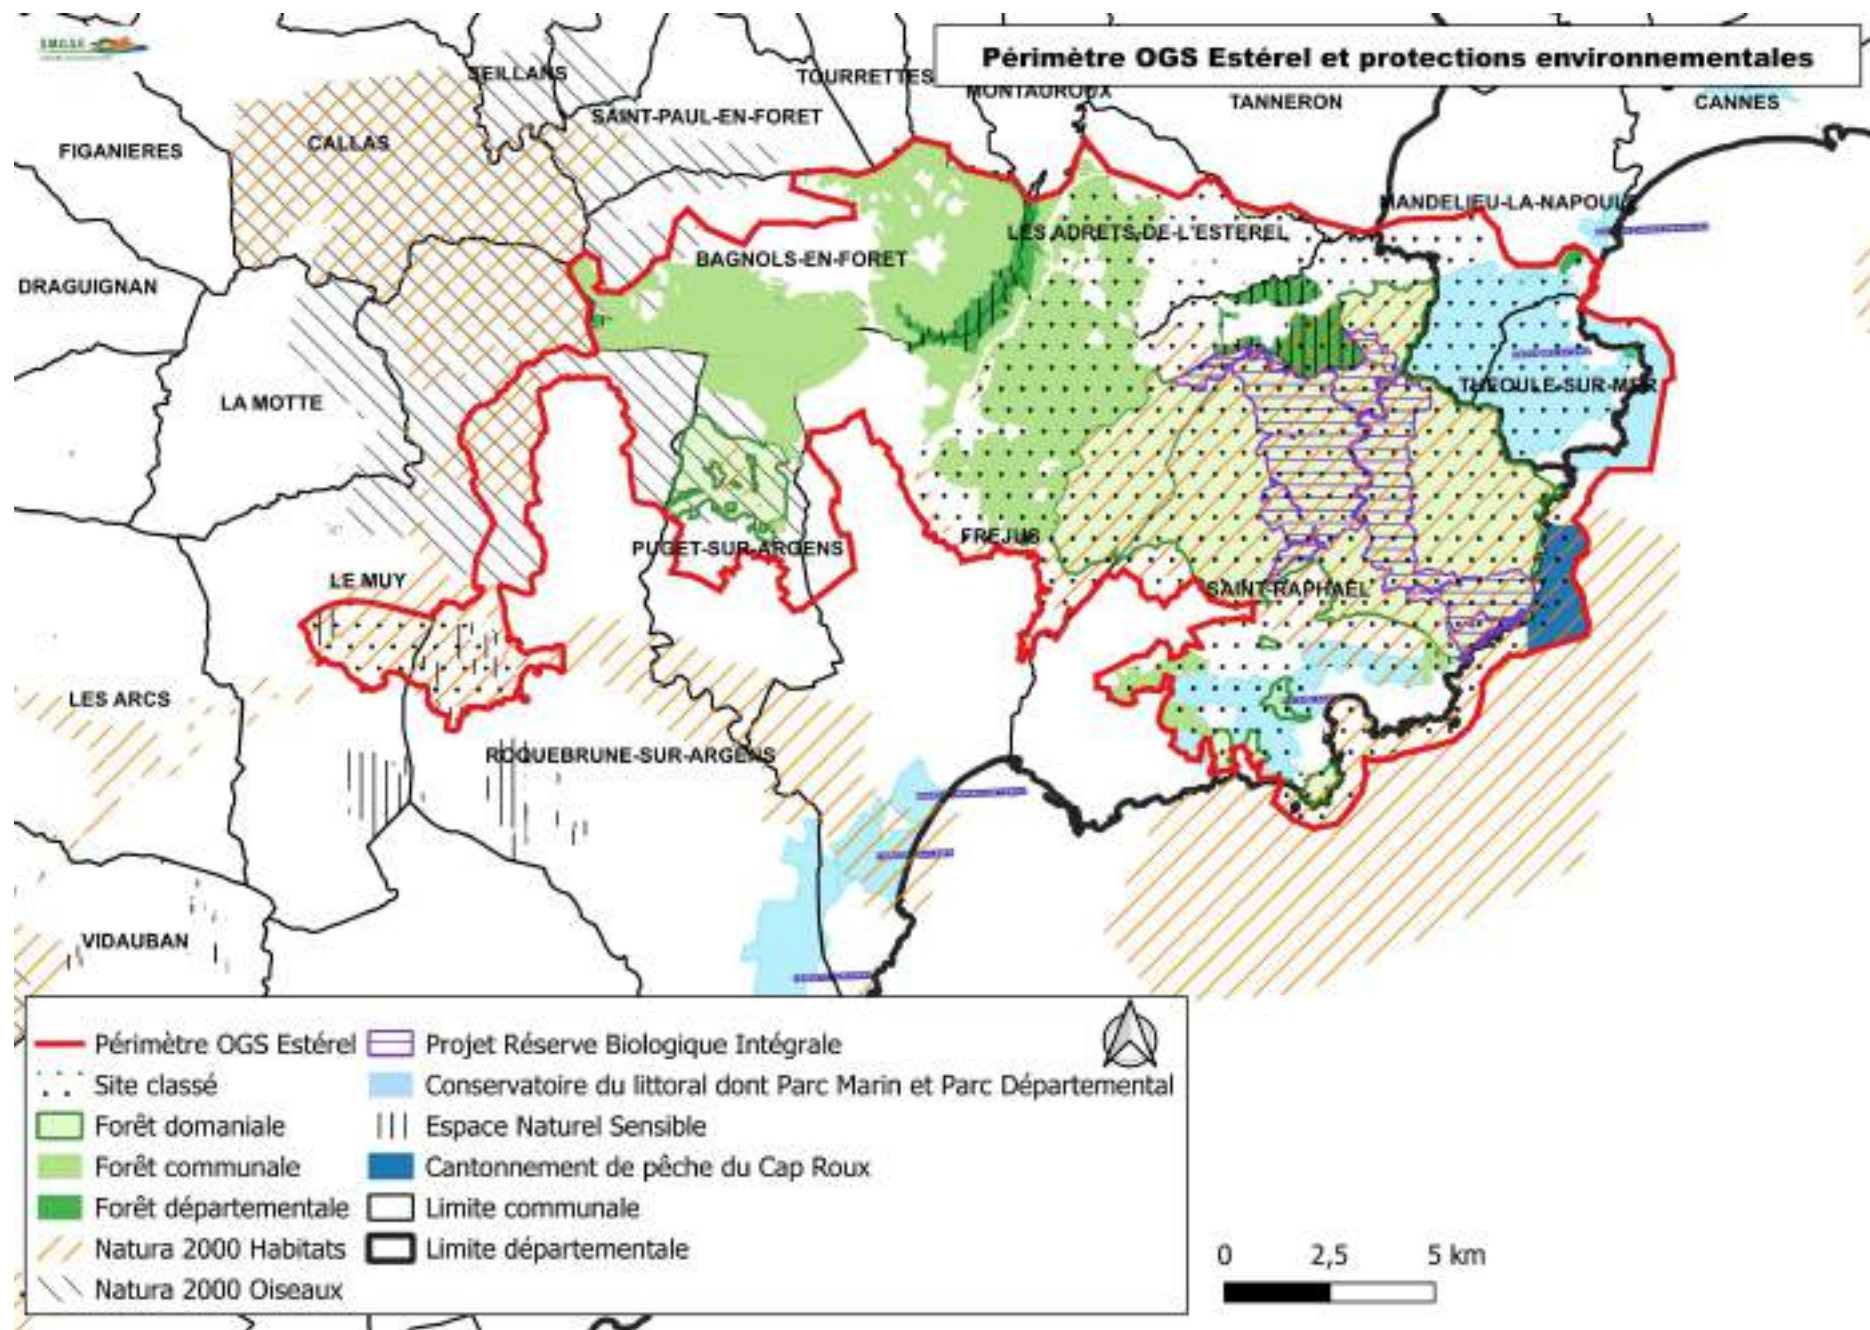 SMGSE
Périmètre OGS Estérel et protections environnementales
SEILLANS
TOURRETTES
MONTAUROUX
TANNERON
CANNES
SAINT-PAUL-EN-FORET
FIGANIERES
CALLAS
MANDELIEU-LA-NAPOULE
LES ADRETS DE-L'ESTEREL
BAGNOLS-EN-FORET
DRAGUIGNAN
THEOULE-SUR-MER
LA MOTTE
FREJUS
PUGET-SUR-ARGENS
LE MUY
SAINT-RAPHAEL
LES ARCS
ROQUEBRUNE-SUR-ARGENS
VIDAUBAN
Périmètre OGS Estérel
Site classé
Forêt domaniale
Forêt communale
Forêt départementale
Natura 2000 Habitats
Natura 2000 Oiseaux
Projet Réserve Biologique Intégrale
Conservatoire du littoral dont Parc Marin et Parc Départemental
Espace Naturel Sensible
Cantonnement de pêche du Cap Roux
Limite communale
Limite départementale
0 2,5 5 km